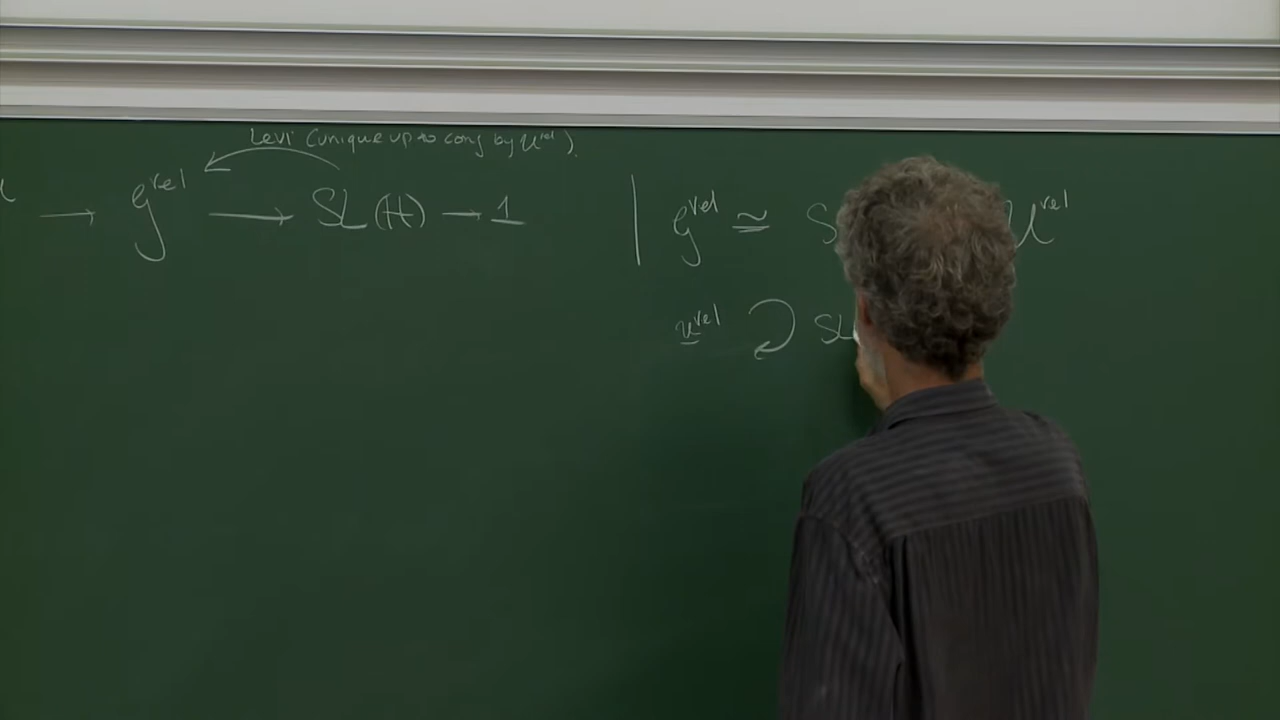 Levi (unique up to conj by U^rel).
→ G^rel → SL(H) → 1 | G^rel ≃ S U^rel
u^rel SL